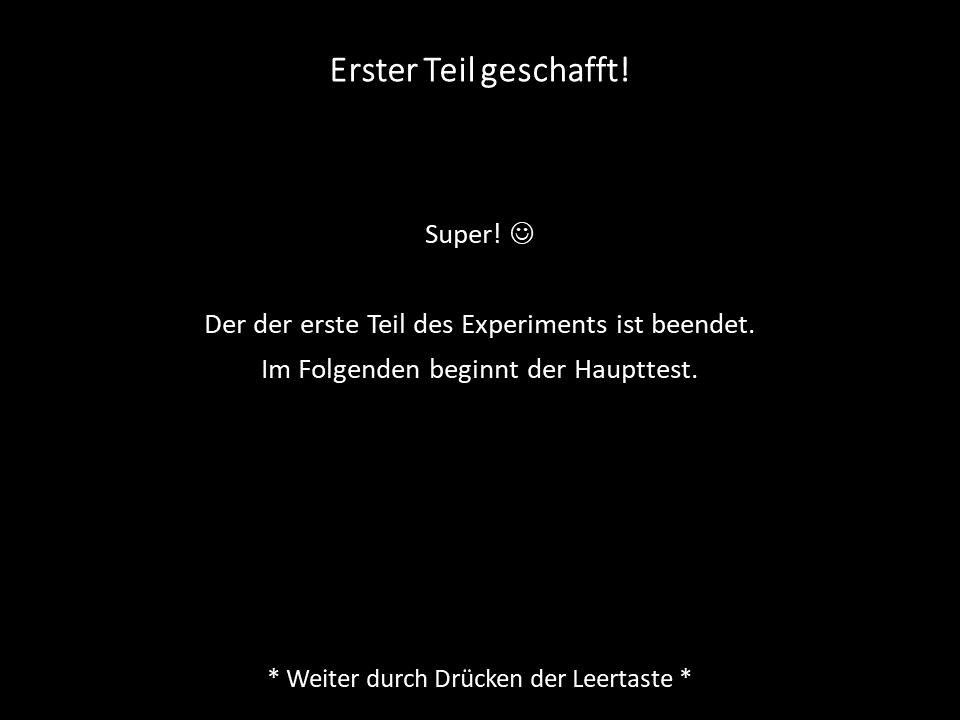 Erster Teil geschafft!
Super! ☺
Der der erste Teil des Experiments ist beendet.
Im Folgenden beginnt der Haupttest.
* Weiter durch Drücken der Leertaste *